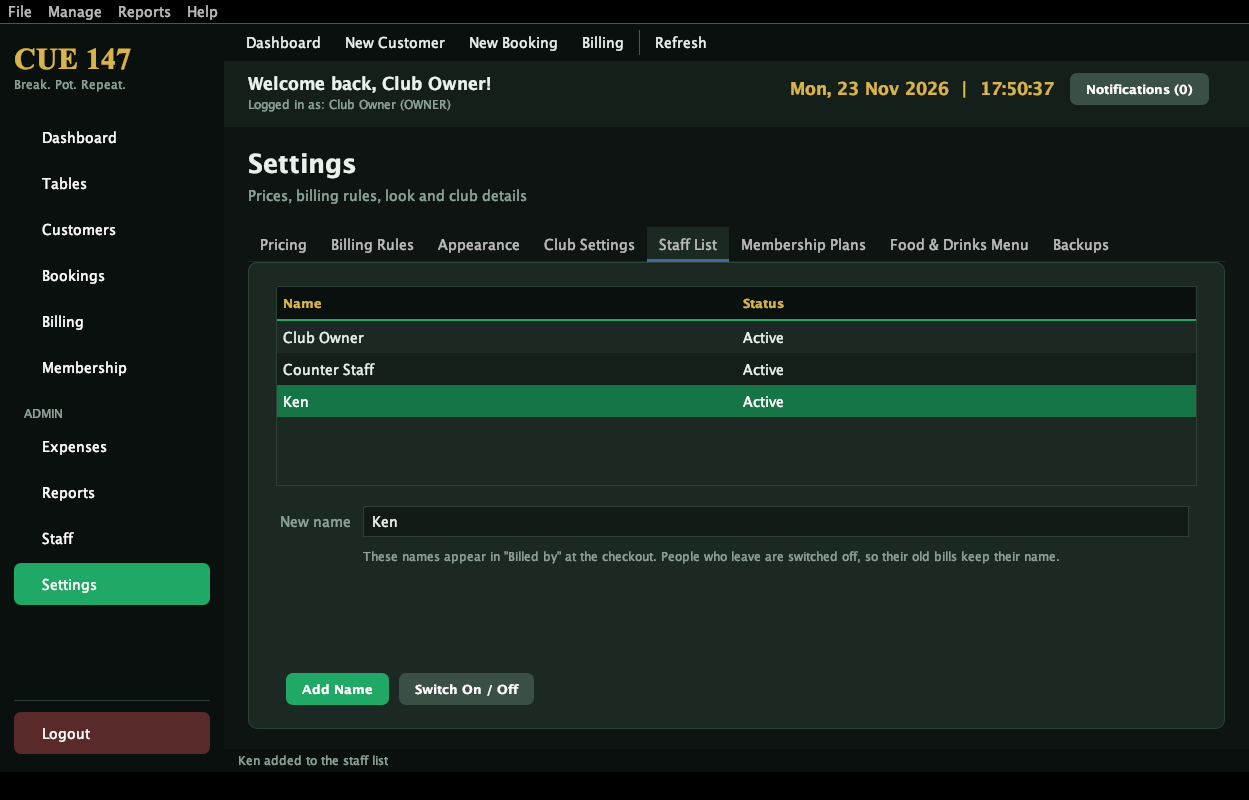 File Manage Reports Help
CUE 147
Break. Pot. Repeat.
Dashboard
Tables
Customers
Bookings
Billing
Membership
ADMIN
Expenses
Reports
Staff
Settings
Logout
Dashboard New Customer New Booking Billing Refresh
Welcome back, Club Owner!
Logged in as: Club Owner (OWNER)
Mon, 23 Nov 2026 | 17:50:37
Notifications (0)
Settings
Prices, billing rules, look and club details
Pricing Billing Rules Appearance Club Settings Staff List Membership Plans Food & Drinks Menu Backups
Name Status
Club Owner Active
Counter Staff Active
Ken Active
New name Ken
These names appear in "Billed by" at the checkout. People who leave are switched off, so their old bills keep their name.
Add Name Switch On / Off
Ken added to the staff list